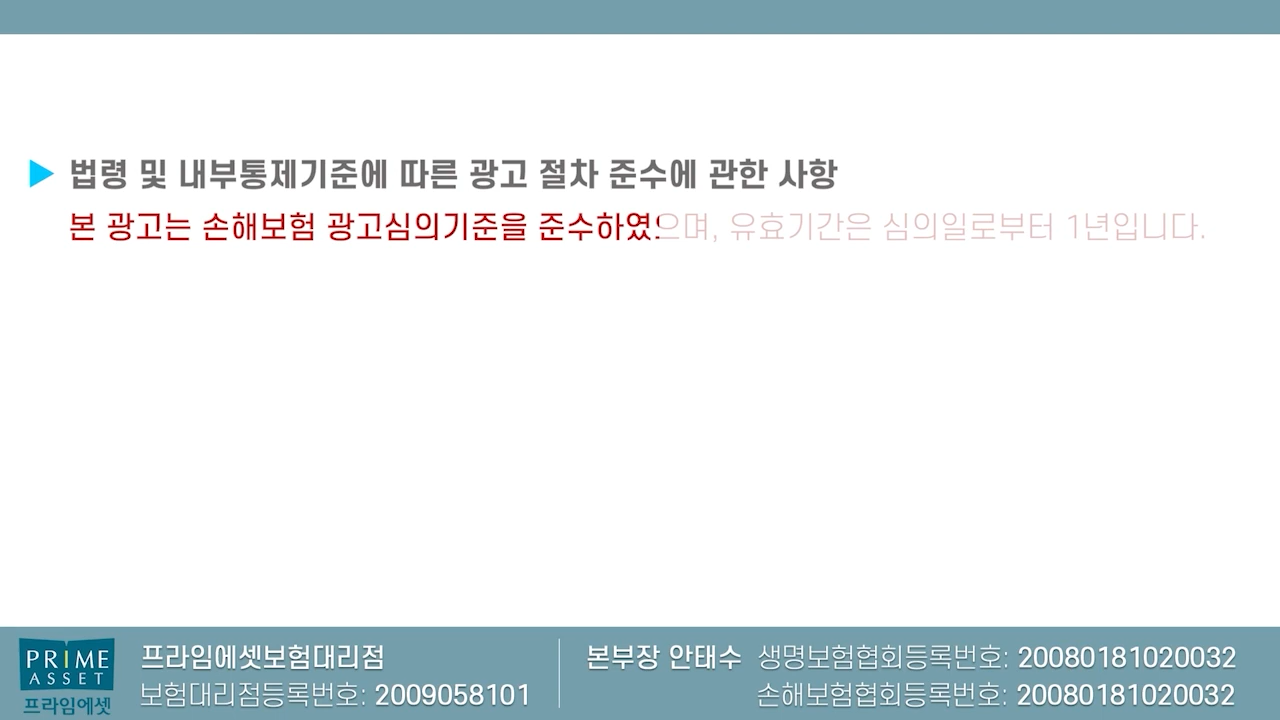 ▶ 법령 및 내부통제기준에 따른 광고 절차 준수에 관한 사항
본 광고는 손해보험 광고심의기준을 준수하였으며, 유효기간은 심의일로부터 1년입니다.
PRIME
ASSET
프라임에셋
프라임에셋보험대리점
보험대리점등록번호: 2009058101
본부장 안태수 생명보험협회등록번호: 20080181020032
손해보험협회등록번호: 20080181020032